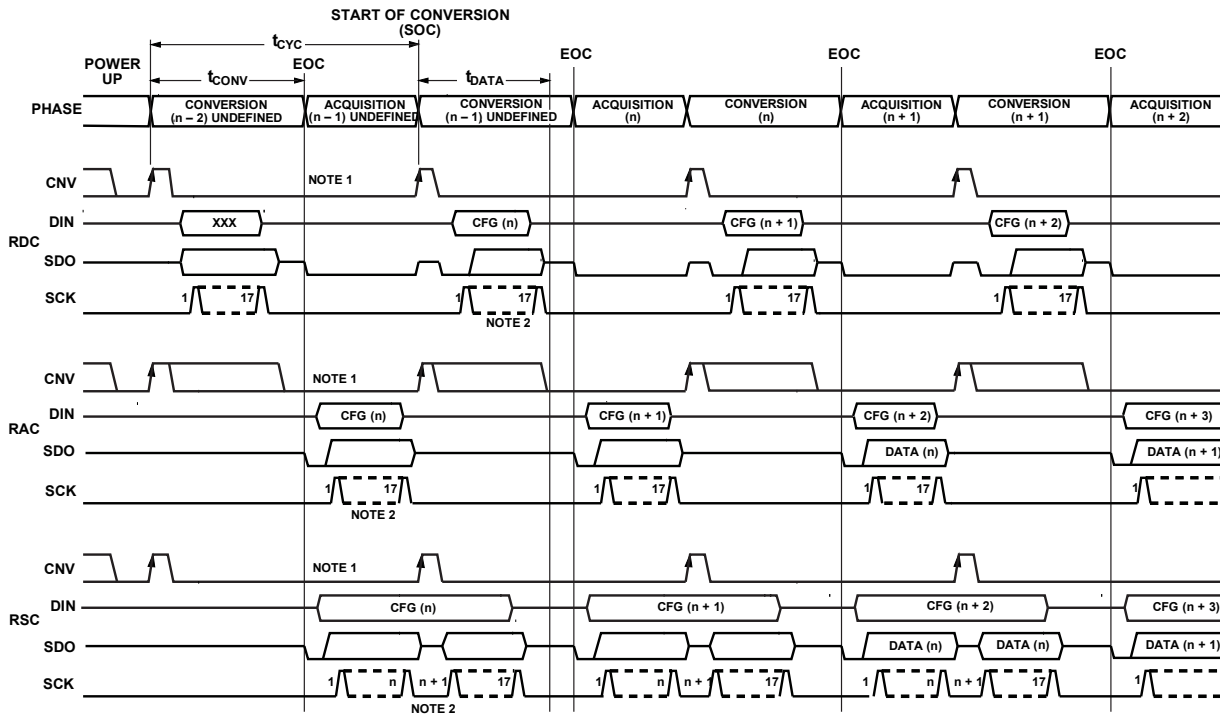 START OF CONVERSION
(SOC)
tCYC
POWER
UP
tCONV
EOC
tDATA
EOC
EOC
EOC
PHASE
CONVERSION
(n – 2) UNDEFINED
ACQUISITION
(n – 1) UNDEFINED
CONVERSION
(n – 1) UNDEFINED
ACQUISITION
(n)
CONVERSION
(n)
ACQUISITION
(n + 1)
CONVERSION
(n + 1)
ACQUISITION
(n + 2)
CNV
NOTE 1
RDC
DIN
XXX
CFG (n)
CFG (n + 1)
CFG (n + 2)
SDO
SCK
1 17
1 17
1 17
1 17
NOTE 2
CNV
NOTE 1
RAC
DIN
CFG (n)
CFG (n + 1)
CFG (n + 2)
CFG (n + 3)
SDO
DATA (n)
DATA (n + 1)
SCK
1 17
1 17
1 17
1
NOTE 2
CNV
NOTE 1
RSC
DIN
CFG (n)
CFG (n + 1)
CFG (n + 2)
CFG (n + 3)
SDO
DATA (n)
DATA (n)
DATA (n + 1)
SCK
1 n n + 1 17
1 n n + 1 17
1 n n + 1 17
1
NOTE 2